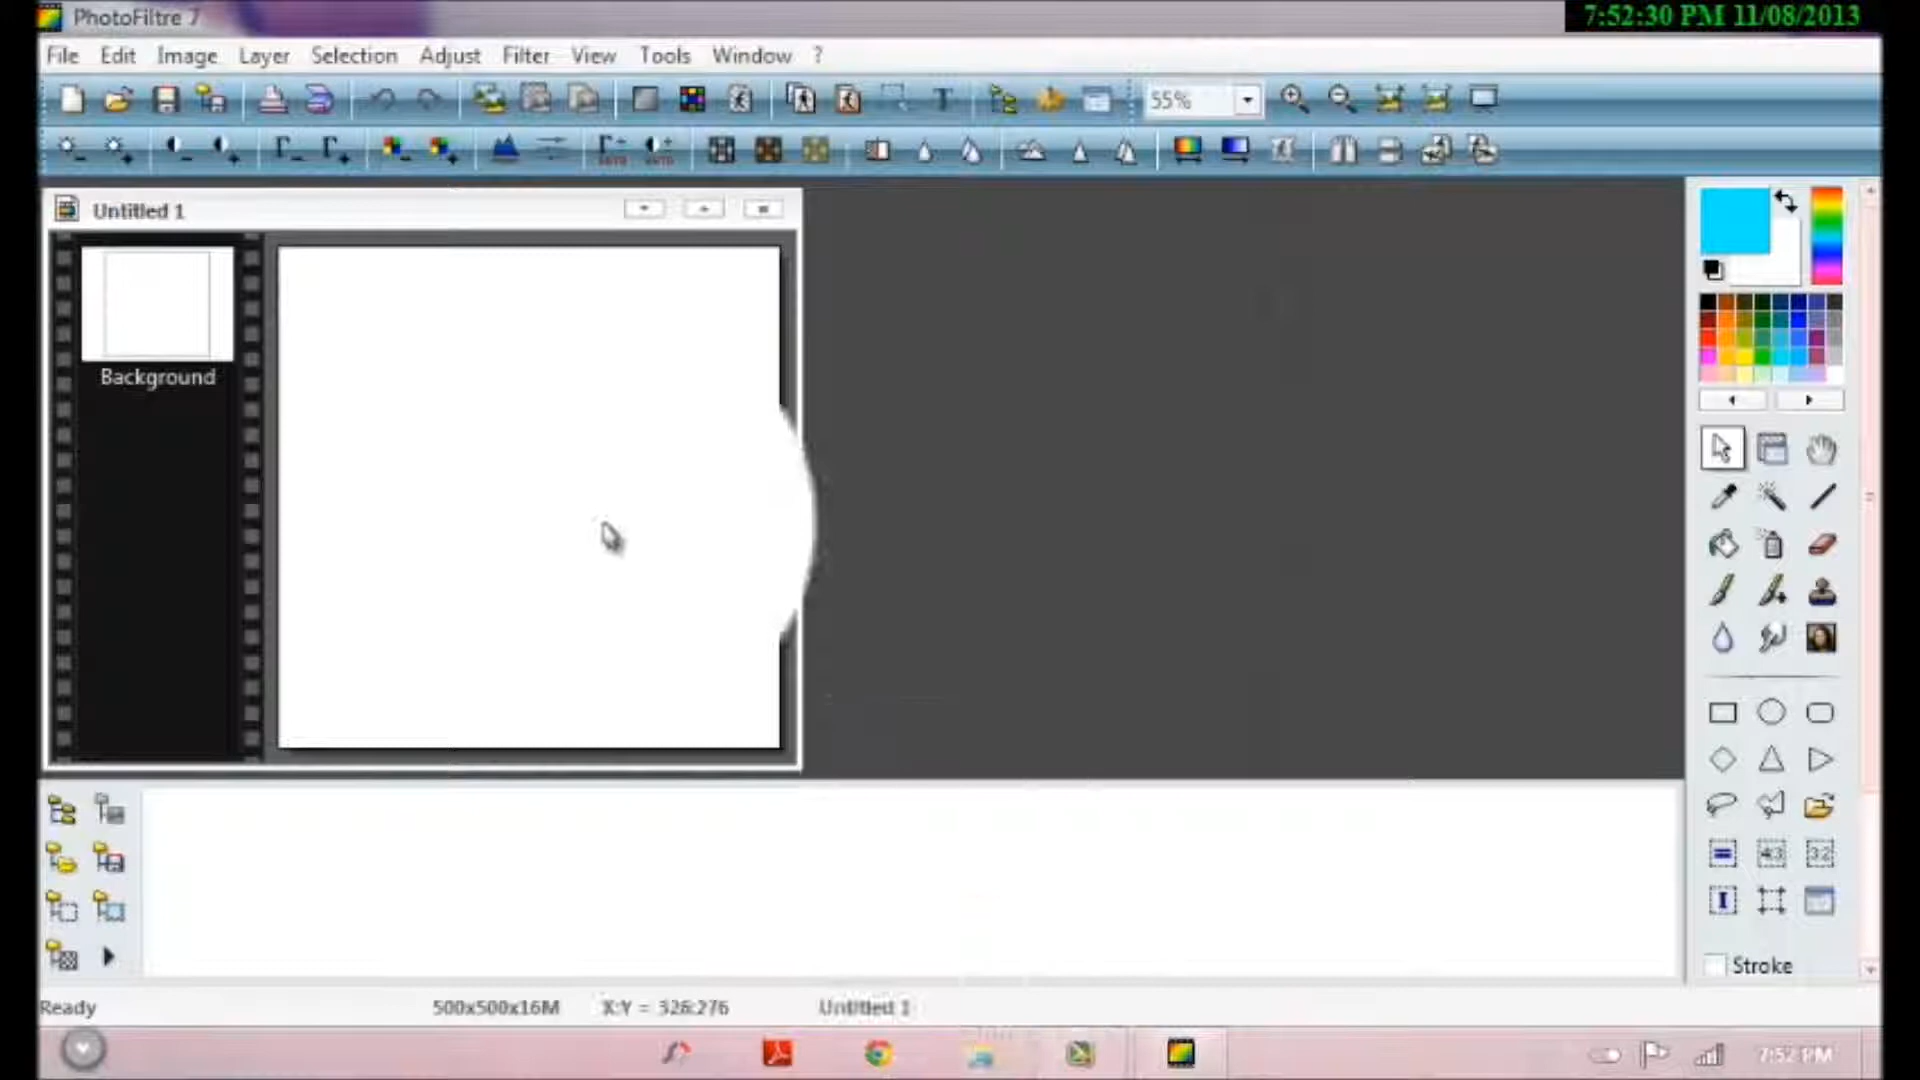 PhotoFiltre 7
7:52:30 PM 11/08/2013
File Edit Image Layer Selection Adjust Filter View Tools Window ?
55%
Untitled 1
Background
Stroke
Ready 500x500x16M X:Y = 326:276 Untitled 1
7:52 PM